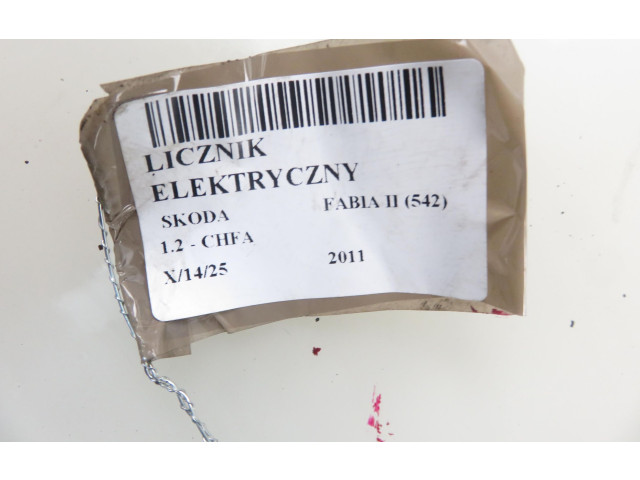 LICZNIK
ELEKTRYCZNY
SKODA FABIA II (542)
1.2 - CHFA
X/14/25 2011